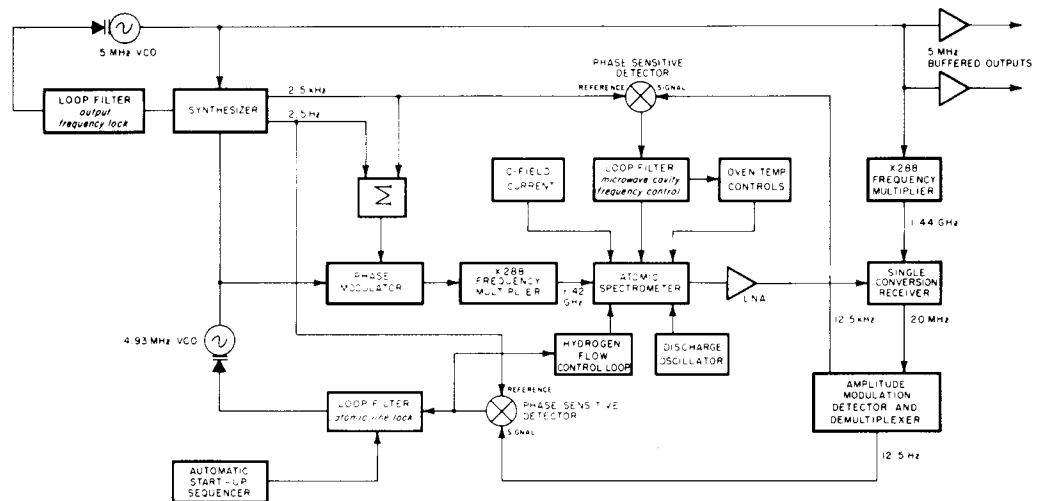 5 MHz VCO
5 MHz
BUFFERED OUTPUTS
PHASE SENSITIVE
DETECTOR
REFERENCE
SIGNAL
LOOP FILTER
output
frequency lock
SYNTHESIZER
2.5 kHz
2.5 Hz
C-FIELD
CURRENT
LOOP FILTER
microwave cavity
frequency control
OVEN TEMP
CONTROLS
X288
FREQUENCY
MULTIPLIER
1.44 GHz
Σ
PHASE
MODULATOR
X288
FREQUENCY
MULTIPLIER
1.42
GHz
ATOMIC
SPECTROMETER
LNA
SINGLE
CONVERSION
RECEIVER
12.5 kHz
20 MHz
4.93 MHz VCO
HYDROGEN
FLOW
CONTROL LOOP
DISCHARGE
OSCILLATOR
AMPLITUDE
MODULATION
DETECTOR AND
DEMULTIPLEXER
REFERENCE
LOOP FILTER
atomic line lock
PHASE SENSITIVE
DETECTOR
SIGNAL
12.5 Hz
AUTOMATIC
START-UP
SEQUENCER